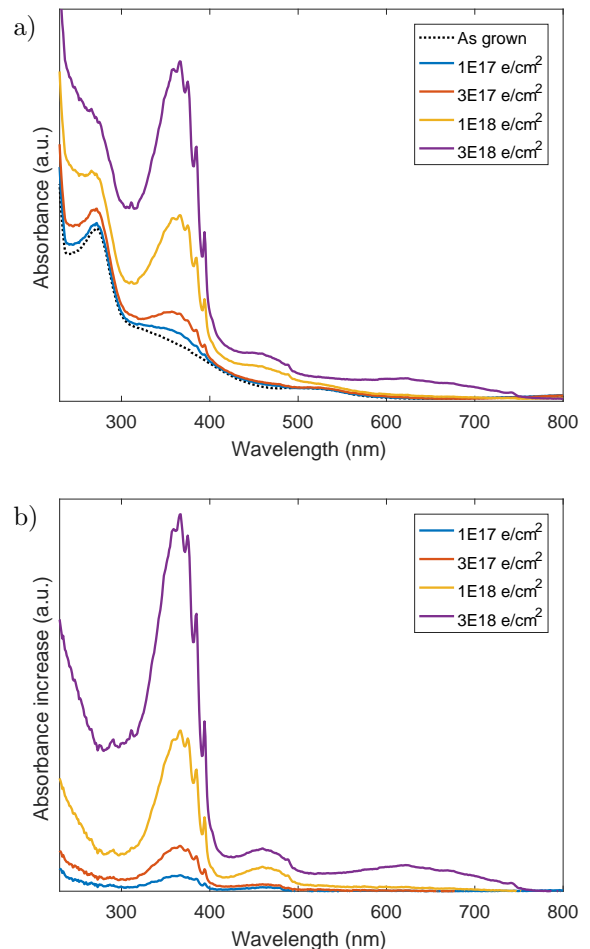 a)
As grown
1E17 e/cm²
3E17 e/cm²
1E18 e/cm²
3E18 e/cm²
Absorbance (a.u.)
300 400 500 600 700 800
Wavelength (nm)
b)
1E17 e/cm²
3E17 e/cm²
1E18 e/cm²
3E18 e/cm²
Absorbance increase (a.u.)
300 400 500 600 700 800
Wavelength (nm)